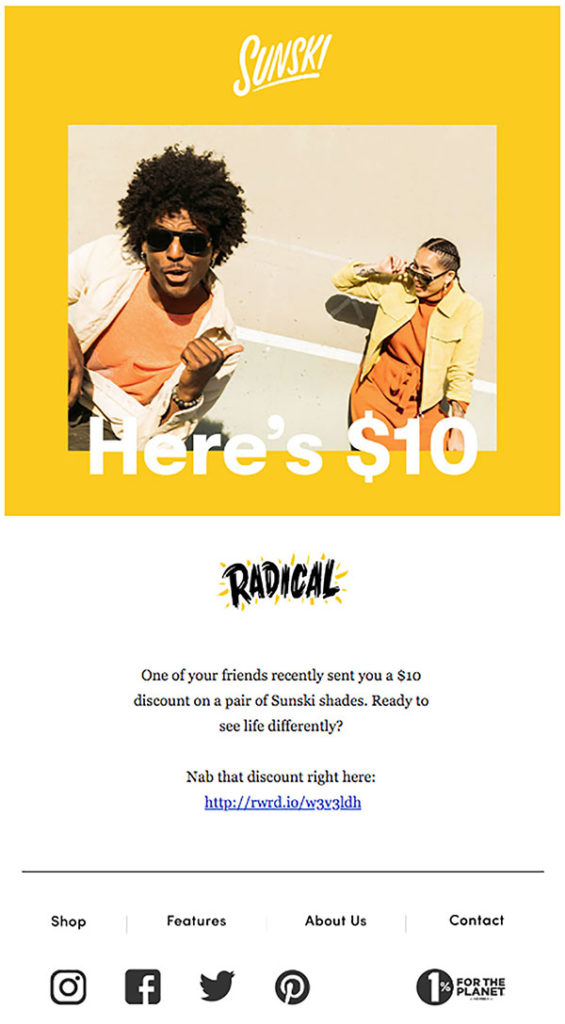 SUNSKI
Here's $10
RADICAL
One of your friends recently sent you a $10
discount on a pair of Sunski shades. Ready to
see life differently?
Nab that discount right here:
http://rwrd.io/w3v3ldh
Shop
Features
About Us
Contact
1%
FOR THE
PLANET